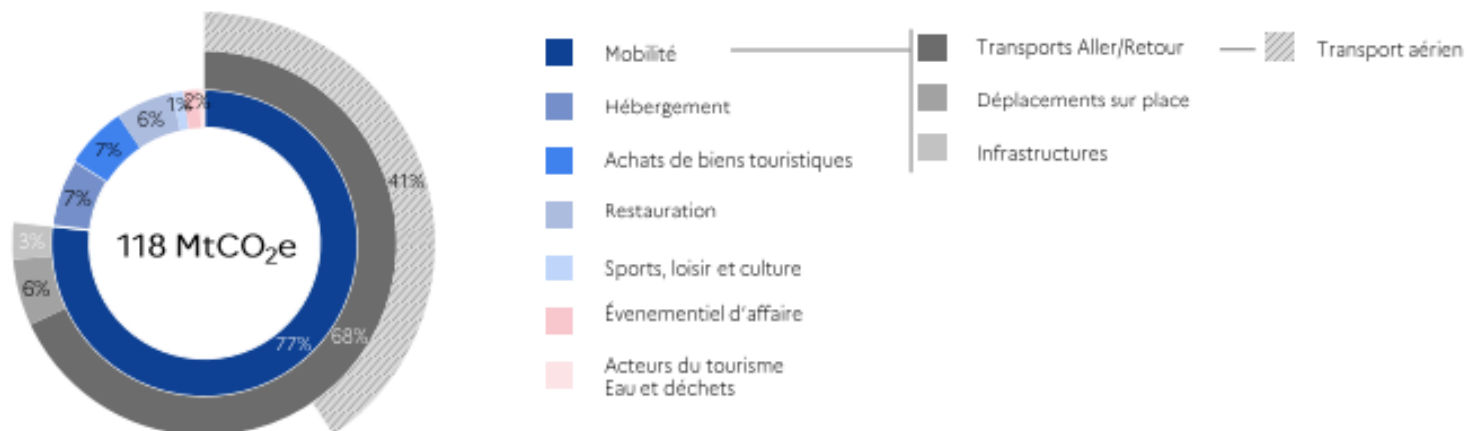 1%
2%
6%
7%
7%
41%
118 MtCO₂e
3%
6%
68%
77%
Mobilité
Hébergement
Achats de biens touristiques
Restauration
Sports, loisir et culture
Évenementiel d'affaire
Acteurs du tourisme
Eau et déchets
Transports Aller/Retour
Déplacements sur place
Infrastructures
Transport aérien